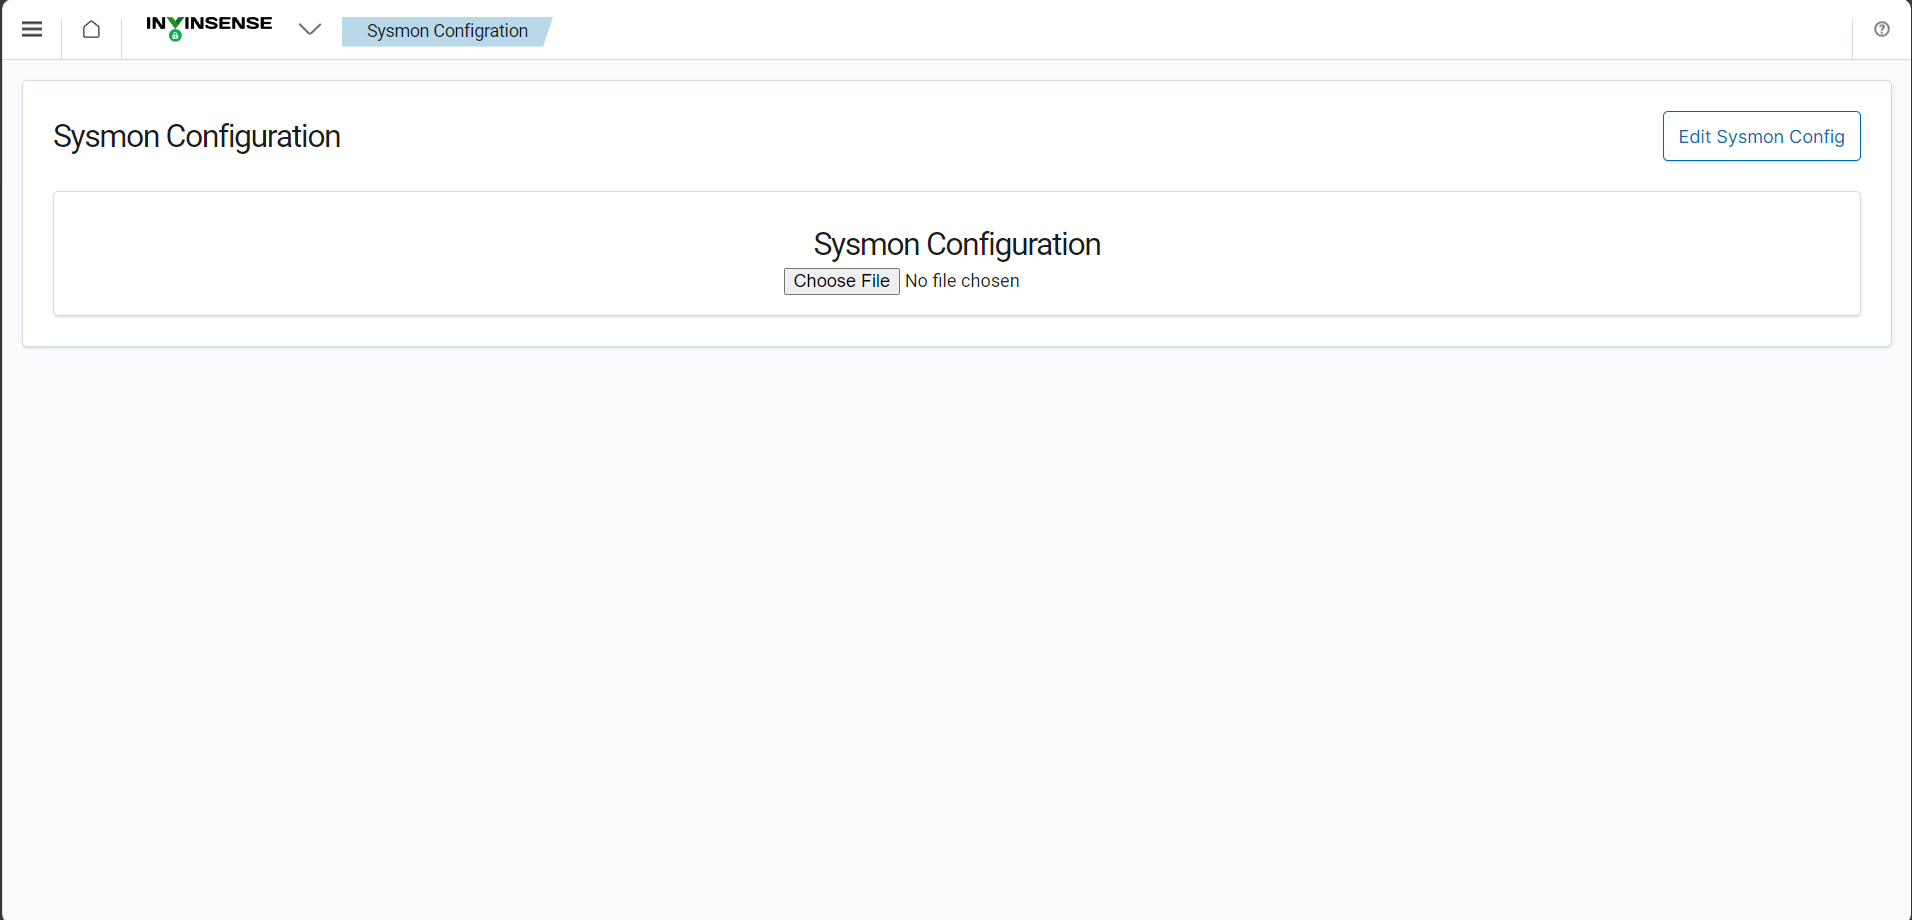 INVINSENSE
Sysmon Configration
Sysmon Configuration
Edit Sysmon Config
Sysmon Configuration
Choose File No file chosen